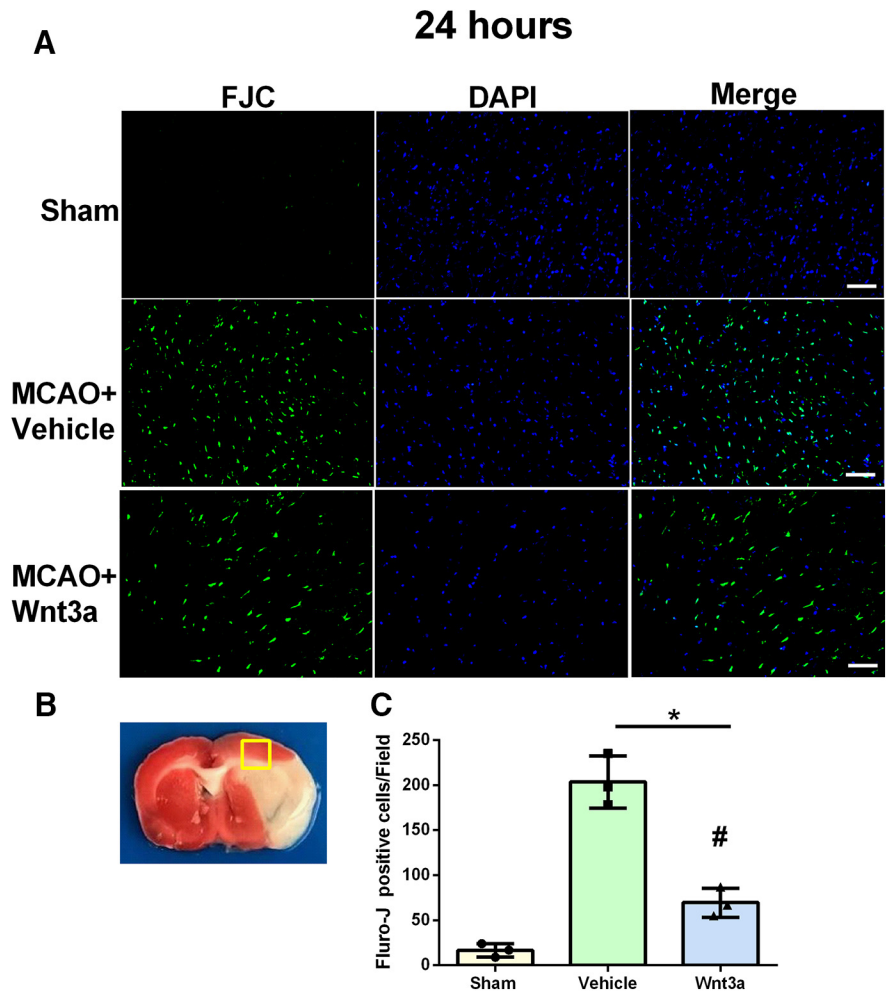 24 hours
A
FJC DAPI Merge
Sham
MCAO+
Vehicle
MCAO+
Wnt3a
B
C
*
#
Fluro-J positive cells/Field
250
200
150
100
50
0
Sham Vehicle Wnt3a